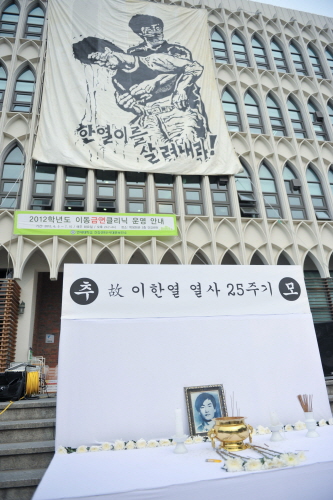 한열이를
살려내라!
2012학년도 이동금연클리닉 운영 안내
추 故 이한열 열사 25주기 모